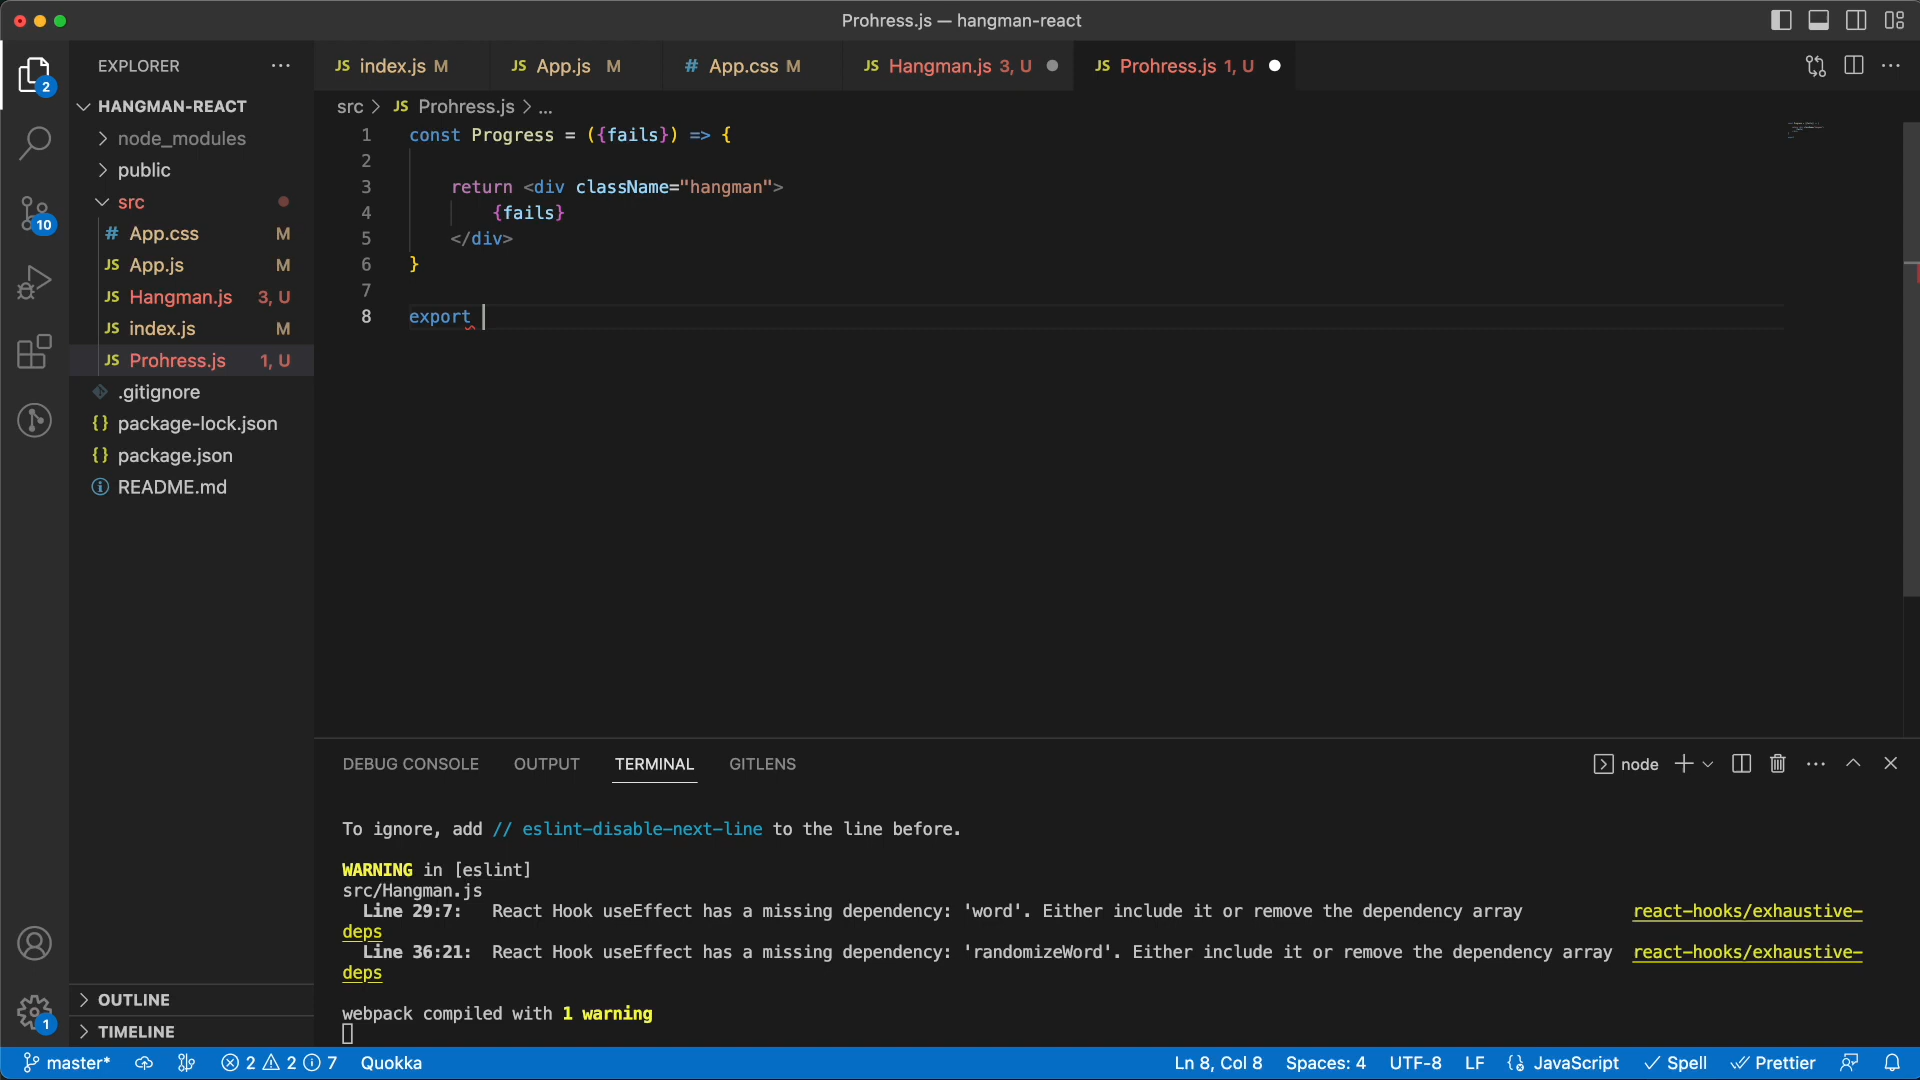 Prohress.js — hangman-react
EXPLORER
JS index.js M
JS App.js M
# App.css M
JS Hangman.js 3, U
JS Prohress.js 1, U
2
HANGMAN-REACT
node_modules
public
src
# App.css M
JS App.js M
JS Hangman.js 3, U
JS index.js M
JS Prohress.js 1, U
.gitignore
{} package-lock.json
{} package.json
README.md
10
src > JS Prohress.js > ...
1 const Progress = ({fails}) => {
2
3 return <div className="hangman">
4 {fails}
5 </div>
6 }
7
8 export
DEBUG CONSOLE OUTPUT TERMINAL GITLENS
node
To ignore, add // eslint-disable-next-line to the line before.
WARNING in [eslint]
src/Hangman.js
Line 29:7: React Hook useEffect has a missing dependency: 'word'. Either include it or remove the dependency array react-hooks/exhaustive-
deps
Line 36:21: React Hook useEffect has a missing dependency: 'randomizeWord'. Either include it or remove the dependency array react-hooks/exhaustive-
deps
webpack compiled with 1 warning
OUTLINE
TIMELINE
1
master* 2 2 7 Quokka
Ln 8, Col 8 Spaces: 4 UTF-8 LF JavaScript Spell Prettier